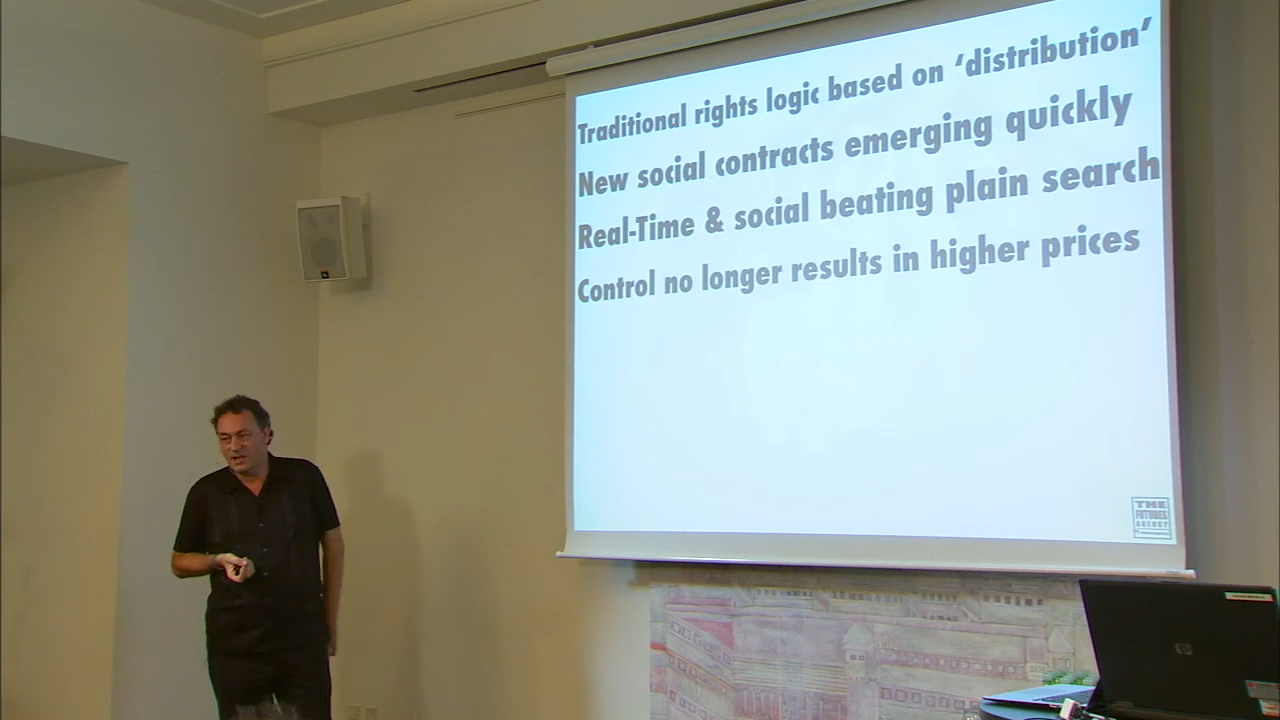 Traditional rights logic based on ‘distribution’
New social contracts emerging quickly
Real-Time & social beating plain search
Control no longer results in higher prices
THE
FUTURES
AGENCY